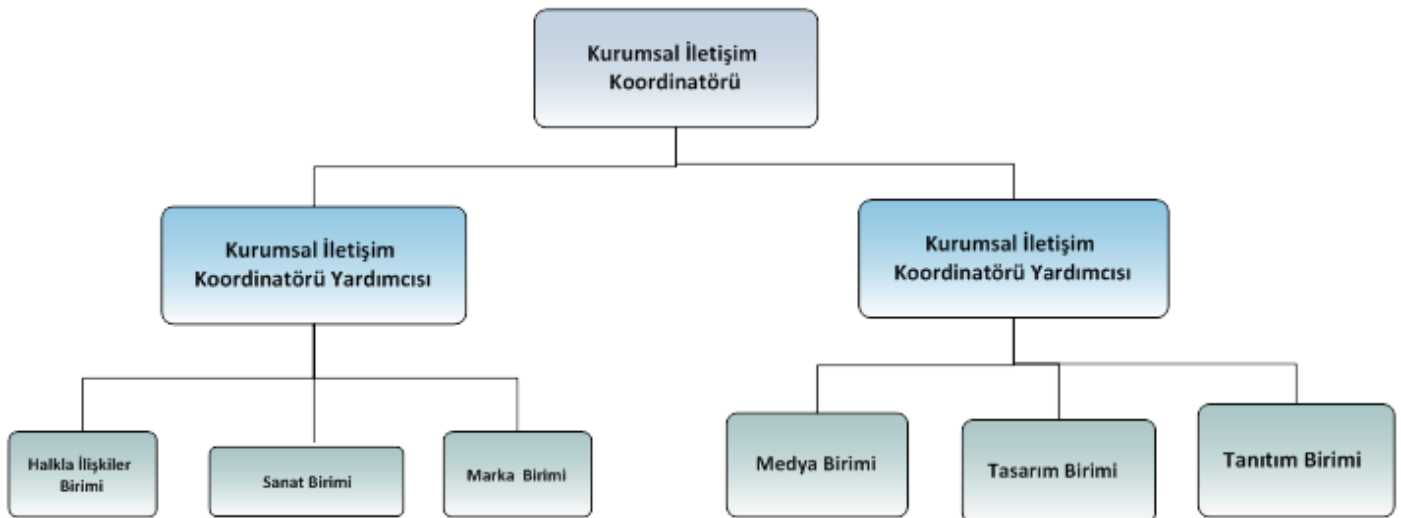 Kurumsal İletişim
Koordinatörü
Kurumsal İletişim
Koordinatörü Yardımcısı
Kurumsal İletişim
Koordinatörü Yardımcısı
Halkla İlişkiler
Birimi
Sanat Birimi
Marka Birimi
Medya Birimi
Tasarım Birimi
Tanıtım Birimi